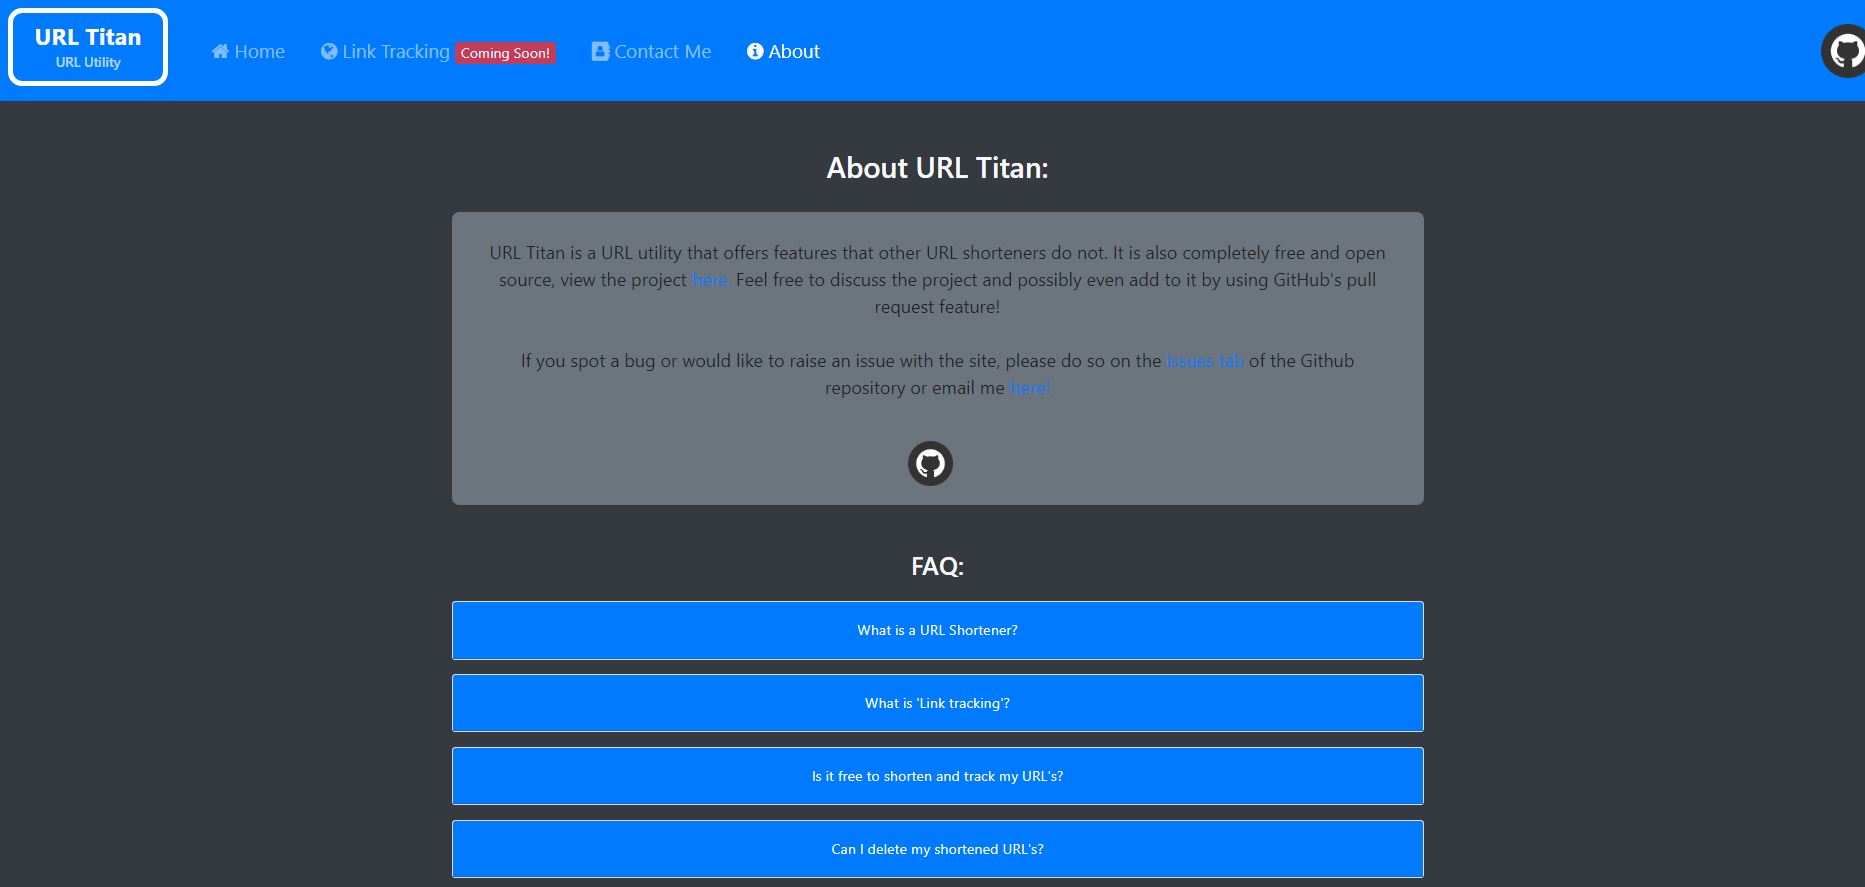 URL Titan
URL Utility
Home
Link Tracking Coming Soon!
Contact Me
About
About URL Titan:
URL Titan is a URL utility that offers features that other URL shorteners do not. It is also completely free and open
source, view the project here. Feel free to discuss the project and possibly even add to it by using GitHub's pull
request feature!
If you spot a bug or would like to raise an issue with the site, please do so on the issues tab of the Github
repository or email me here!
FAQ:
What is a URL Shortener?
What is 'Link tracking'?
Is it free to shorten and track my URL's?
Can I delete my shortened URL's?